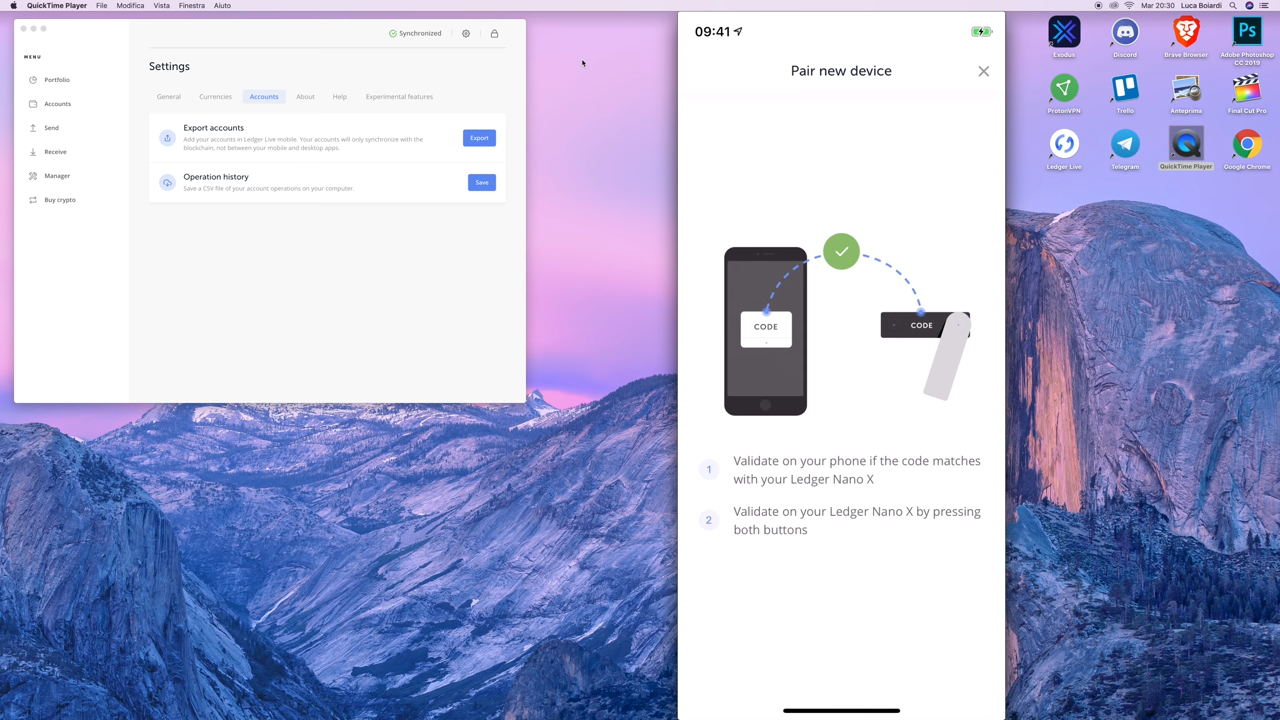 QuickTime Player File Modifica Vista Finestra Aiuto
Mar 20:30 Luca Boiardi
MENU
Portfolio
Accounts
Send
Receive
Manager
Buy crypto
Synchronized
Settings
General Currencies Accounts About Help Experimental features
Export accounts
Add your accounts in Ledger Live mobile. Your accounts will only synchronize with the
blockchain, not between your mobile and desktop apps.
Export
Operation history
Save a CSV file of your account operations on your computer.
Save
09:41
Pair new device
CODE
CODE
1
Validate on your phone if the code matches
with your Ledger Nano X
2
Validate on your Ledger Nano X by pressing
both buttons
Exodus
Discord
Brave Browser
Ps
Adobe Photoshop
CC 2019
ProtonVPN
Trello
Anteprima
Final Cut Pro
Ledger Live
Telegram
QuickTime Player
Google Chrome